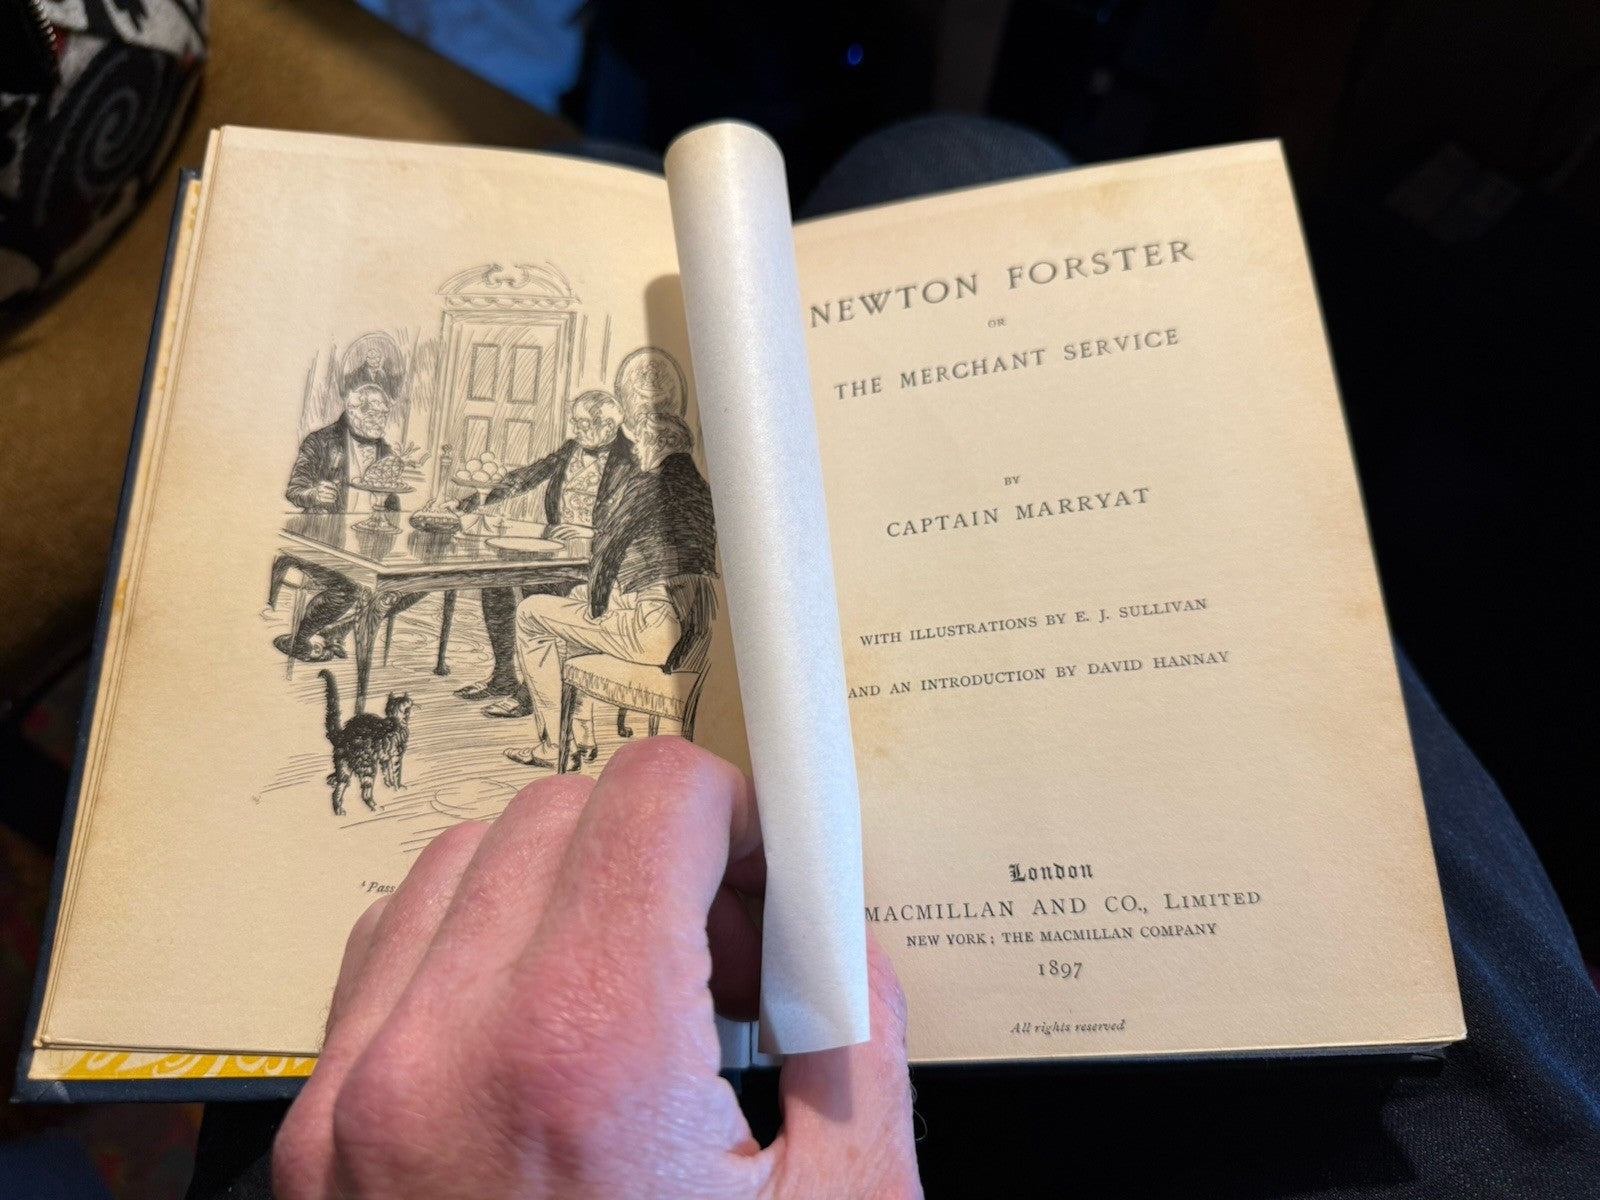 NEWTON FORSTER
OR
THE MERCHANT SERVICE
BY
CAPTAIN MARRYAT
WITH ILLUSTRATIONS BY E. J. SULLIVAN
AND AN INTRODUCTION BY DAVID HANNAY
London
MACMILLAN AND CO., LIMITED
NEW YORK: THE MACMILLAN COMPANY
1897
All rights reserved
‘Pass